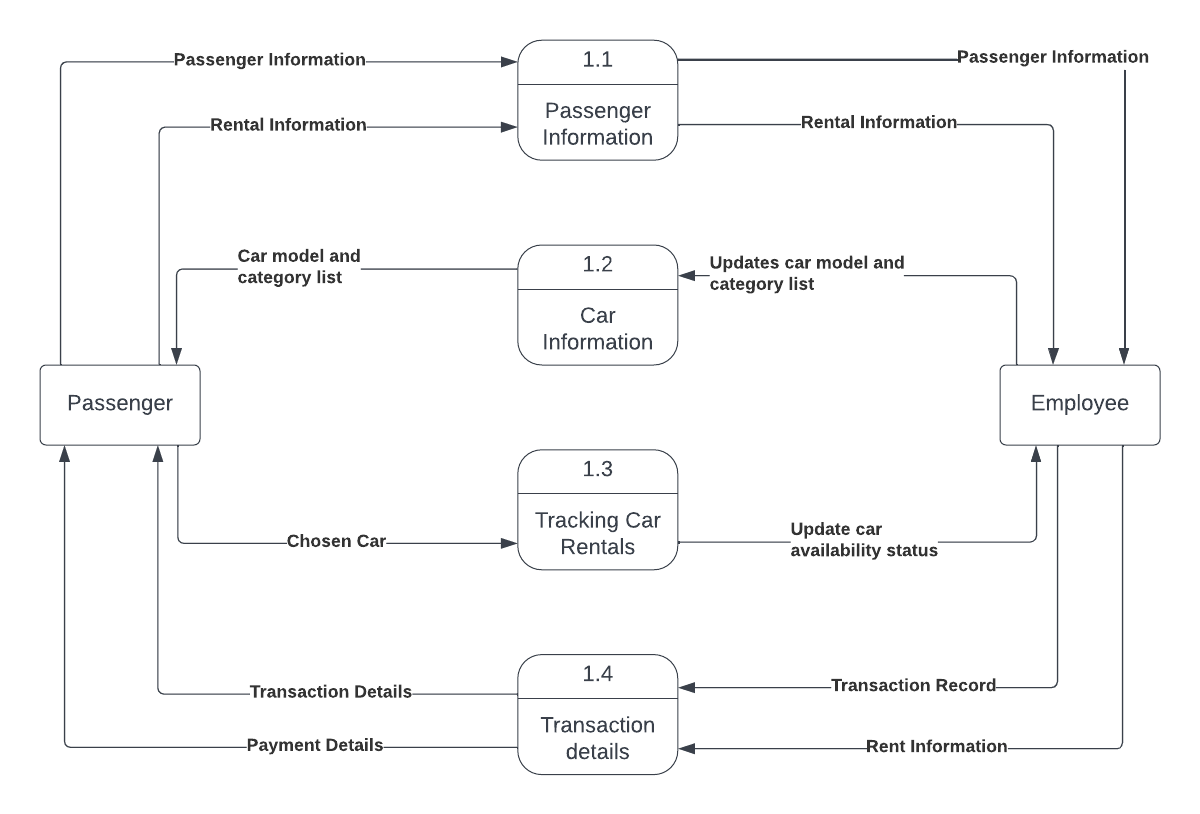 1.1
Passenger Information
Passenger Information
Passenger
Information
Rental Information
Rental Information
1.2
Car model and
category list
Updates car model and
category list
Car
Information
Passenger
Employee
1.3
Tracking Car
Rentals
Chosen Car
Update car
availability status
1.4
Transaction Details
Transaction Record
Transaction
details
Payment Details
Rent Information